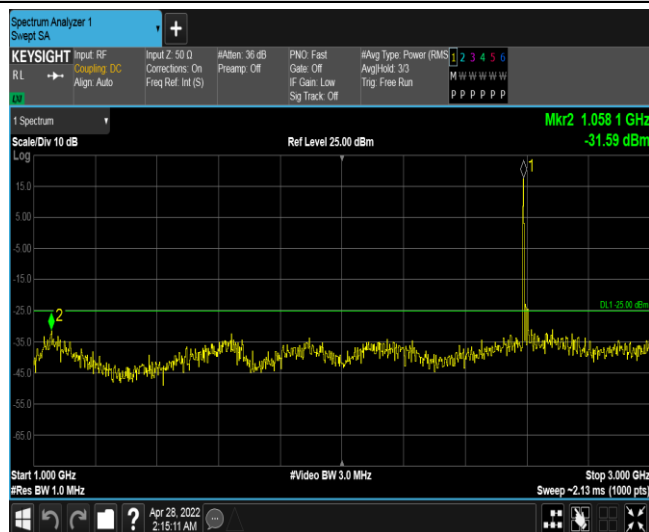 Spectrum Analyzer 1
Swept SA
+
KEYSIGHT Input: RF Input Z: 50 Ω #Atten: 36 dB PNO: Fast #Avg Type: Power (RMS 1 2 3 4 5 6
RL Coupling: DC Corrections: On Preamp: Off Gate: Off Avg|Hold: 3/3 M W W W W W
Align: Auto Freq Ref: Int (S) IF Gain: Low Trig: Free Run
Sig Track: Off P P P P P P
1 Spectrum
Mkr2 1.058 1 GHz
Scale/Div 10 dB Ref Level 25.00 dBm -31.59 dBm
Log
1
15.0
5.00
-5.00
-15.0
-25.0 2 DL1 -25.00 dBm
-35.0
-45.0
-55.0
-65.0
Start 1.000 GHz #Video BW 3.0 MHz Stop 3.000 GHz
#Res BW 1.0 MHz Sweep ~2.13 ms (1000 pts)
? Apr 28, 2022
2:15:11 AM